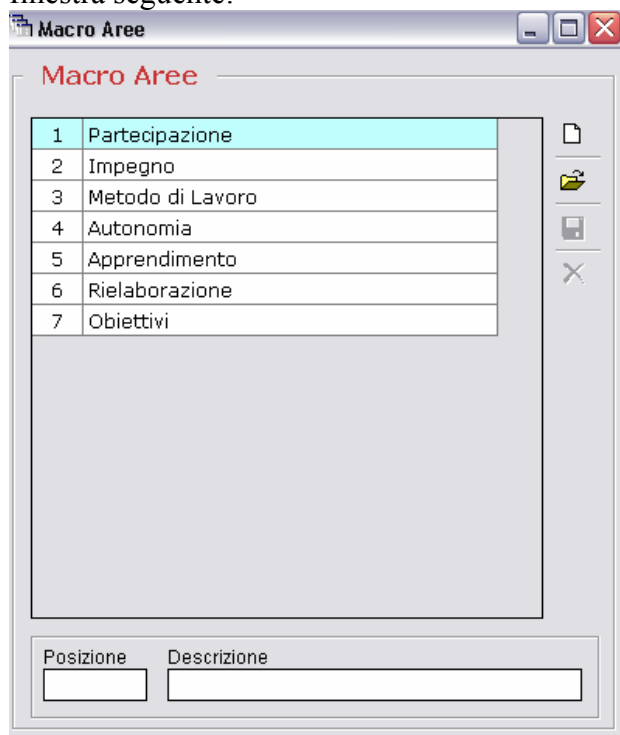 finestra seguente:
Macro Aree
Macro Aree
1 Partecipazione
2 Impegno
3 Metodo di Lavoro
4 Autonomia
5 Apprendimento
6 Rielaborazione
7 Obiettivi
Posizione Descrizione